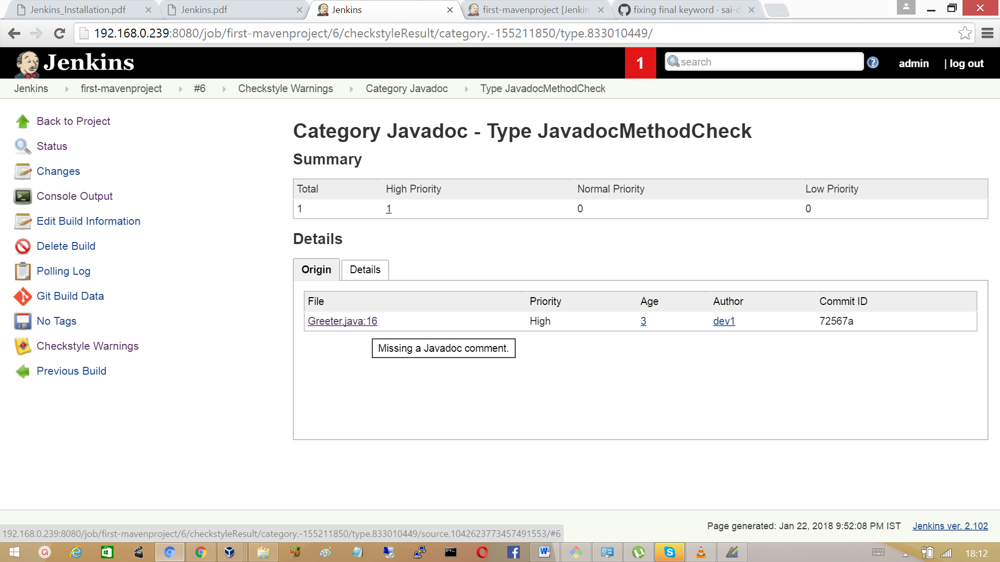 Jenkins_Installation.pdf
Jenkins.pdf
Jenkins
first-mavenproject [Jenkin
fixing final keyword · sai-d
192.168.0.239:8080/job/first-mavenproject/6/checkstyleResult/category.-155211850/type.833010449/
Jenkins
1
search
admin
| log out
Jenkins
first-mavenproject
#6
Checkstyle Warnings
Category Javadoc
Type JavadocMethodCheck
Back to Project
Status
Changes
Console Output
Edit Build Information
Delete Build
Polling Log
Git Build Data
No Tags
Checkstyle Warnings
Previous Build
Category Javadoc - Type JavadocMethodCheck
Summary
Total High Priority Normal Priority Low Priority
1 1 0 0
Details
Origin Details
File Priority Age Author Commit ID
Greeter.java:16 High 3 dev1 72567a
Missing a Javadoc comment.
Page generated: Jan 22, 2018 9:52:08 PM IST Jenkins ver. 2.102
192.168.0.239:8080/job/first-mavenproject/6/checkstyleResult/category.-155211850/type.833010449/source.1042623773457491553/#6
18:12